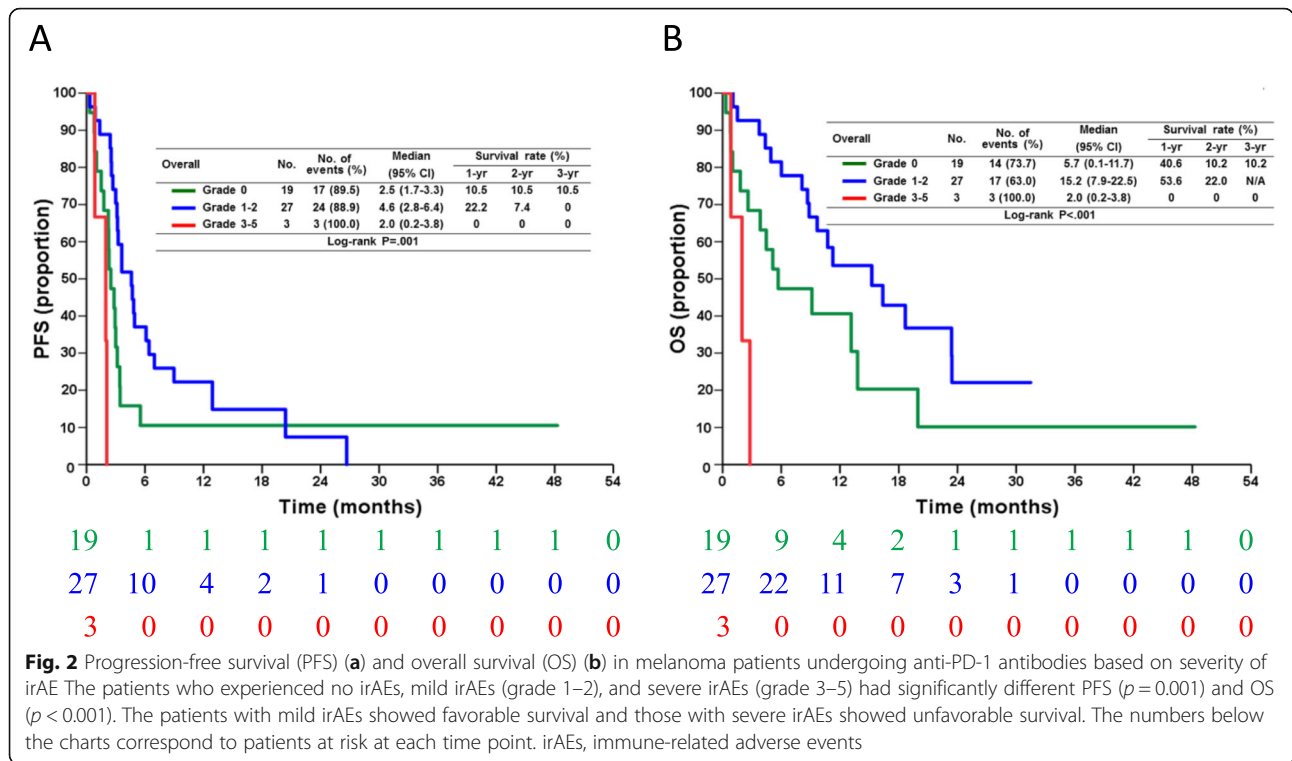 A
B
PFS (proportion)
100
90
80
70
60
50
40
30
20
10
0
Overall No. No. of events (%) Median (95% CI) Survival rate (%)
1-yr 2-yr 3-yr
Grade 0 19 17 (89.5) 2.5 (1.7-3.3) 10.5 10.5 10.5
Grade 1-2 27 24 (88.9) 4.6 (2.8-6.4) 22.2 7.4 0
Grade 3-5 3 3 (100.0) 2.0 (0.2-3.8) 0 0 0
Log-rank P=.001
0 6 12 18 24 30 36 42 48 54
Time (months)
19 1 1 1 1 1 1 1 1 0
27 10 4 2 1 0 0 0 0 0
3 0 0 0 0 0 0 0 0 0
OS (proportion)
100
90
80
70
60
50
40
30
20
10
0
Overall No. No. of events (%) Median (95% CI) Survival rate (%)
1-yr 2-yr 3-yr
Grade 0 19 14 (73.7) 5.7 (0.1-11.7) 40.6 10.2 10.2
Grade 1-2 27 17 (63.0) 15.2 (7.9-22.5) 53.6 22.0 N/A
Grade 3-5 3 3 (100.0) 2.0 (0.2-3.8) 0 0 0
Log-rank P<.001
0 6 12 18 24 30 36 42 48 54
Time (months)
19 9 4 2 1 1 1 1 1 0
27 22 11 7 3 1 0 0 0 0
3 0 0 0 0 0 0 0 0 0
Fig. 2 Progression-free survival (PFS) (a) and overall survival (OS) (b) in melanoma patients undergoing anti-PD-1 antibodies based on severity of
irAE The patients who experienced no irAEs, mild irAEs (grade 1–2), and severe irAEs (grade 3–5) had significantly different PFS (p = 0.001) and OS
(p < 0.001). The patients with mild irAEs showed favorable survival and those with severe irAEs showed unfavorable survival. The numbers below
the charts correspond to patients at risk at each time point. irAEs, immune-related adverse events